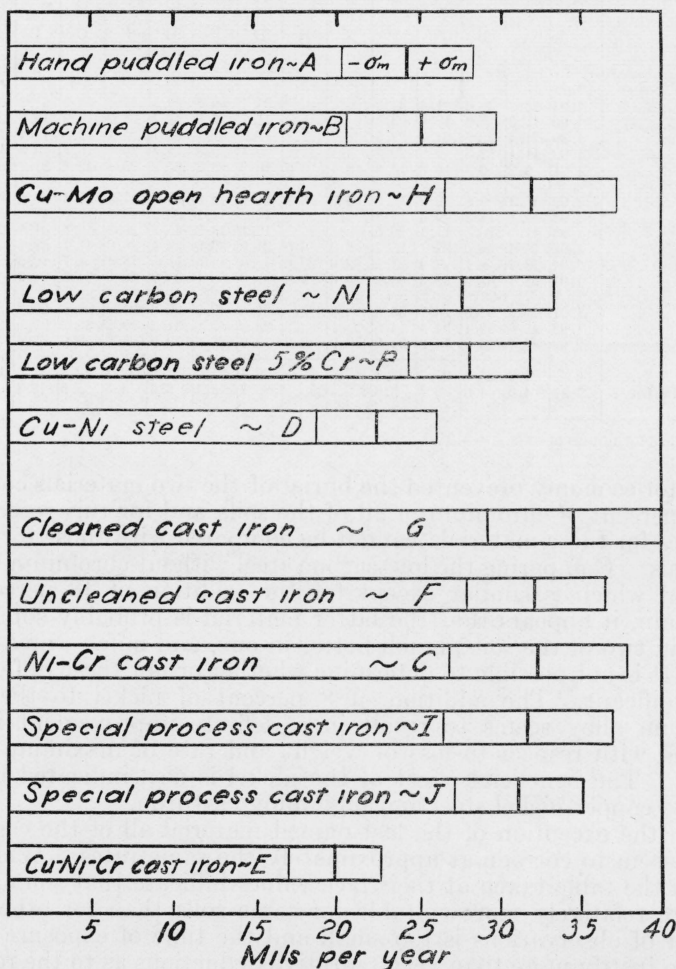 Hand puddled iron~A -σm +σm
Machine puddled iron~B
Cu-Mo open hearth iron~H
Low carbon steel ~ N
Low carbon steel 5% Cr~P
Cu-Ni steel ~ D
Cleaned cast iron ~ G
Uncleaned cast iron ~ F
Ni-Cr cast iron ~ C
Special process cast iron~I
Special process cast iron~J
Cu-Ni-Cr cast iron~E
5 10 15 20 25 30 35 40
Mils per year